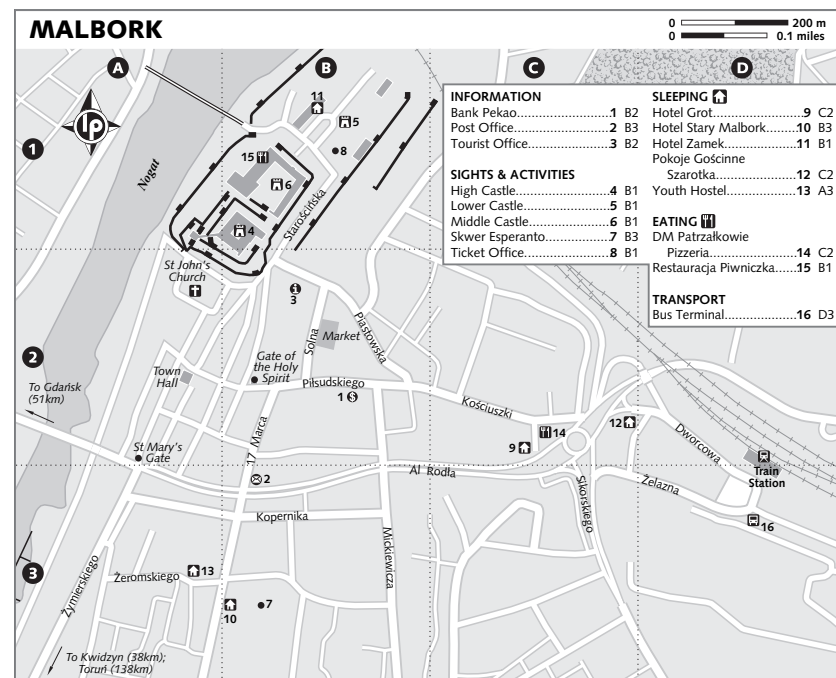 MALBORK
0 200 m
0 0.1 miles
A
B
C
D
1
2
3
lp
INFORMATION
Bank Pekao 1 B2
Post Office 2 B3
Tourist Office 3 B2
SIGHTS & ACTIVITIES
High Castle 4 B1
Lower Castle 5 B1
Middle Castle 6 B1
Skwer Esperanto 7 B3
Ticket Office 8 B1
SLEEPING
Hotel Grot 9 C2
Hotel Stary Malbork 10 B3
Hotel Zamek 11 B1
Pokoje Gościnne
Szarotka 12 C2
Youth Hostel 13 A3
EATING
DM Patrzałkowie
Pizzeria 14 C2
Restauracja Piwniczka 15 B1
TRANSPORT
Bus Terminal 16 D3
11
5
8
15
6
4
Nogat
Starościńska
St John's
Church
3
Solna
Market
Piastowska
Gate of
the Holy
Spirit
Town
Hall
To Gdańsk
(51km)
Piłsudskiego
1
Kościuszki
14
9
12
Dworcowa
St Mary's
Gate
17 Marca
2
Al Rodła
Sikorskiego
Żelazna
Train
Station
16
Kopernika
Mickiewicza
Żymierskiego
Żeromskiego
13
10
7
To Kwidzyn (38km);
Toruń (138km)